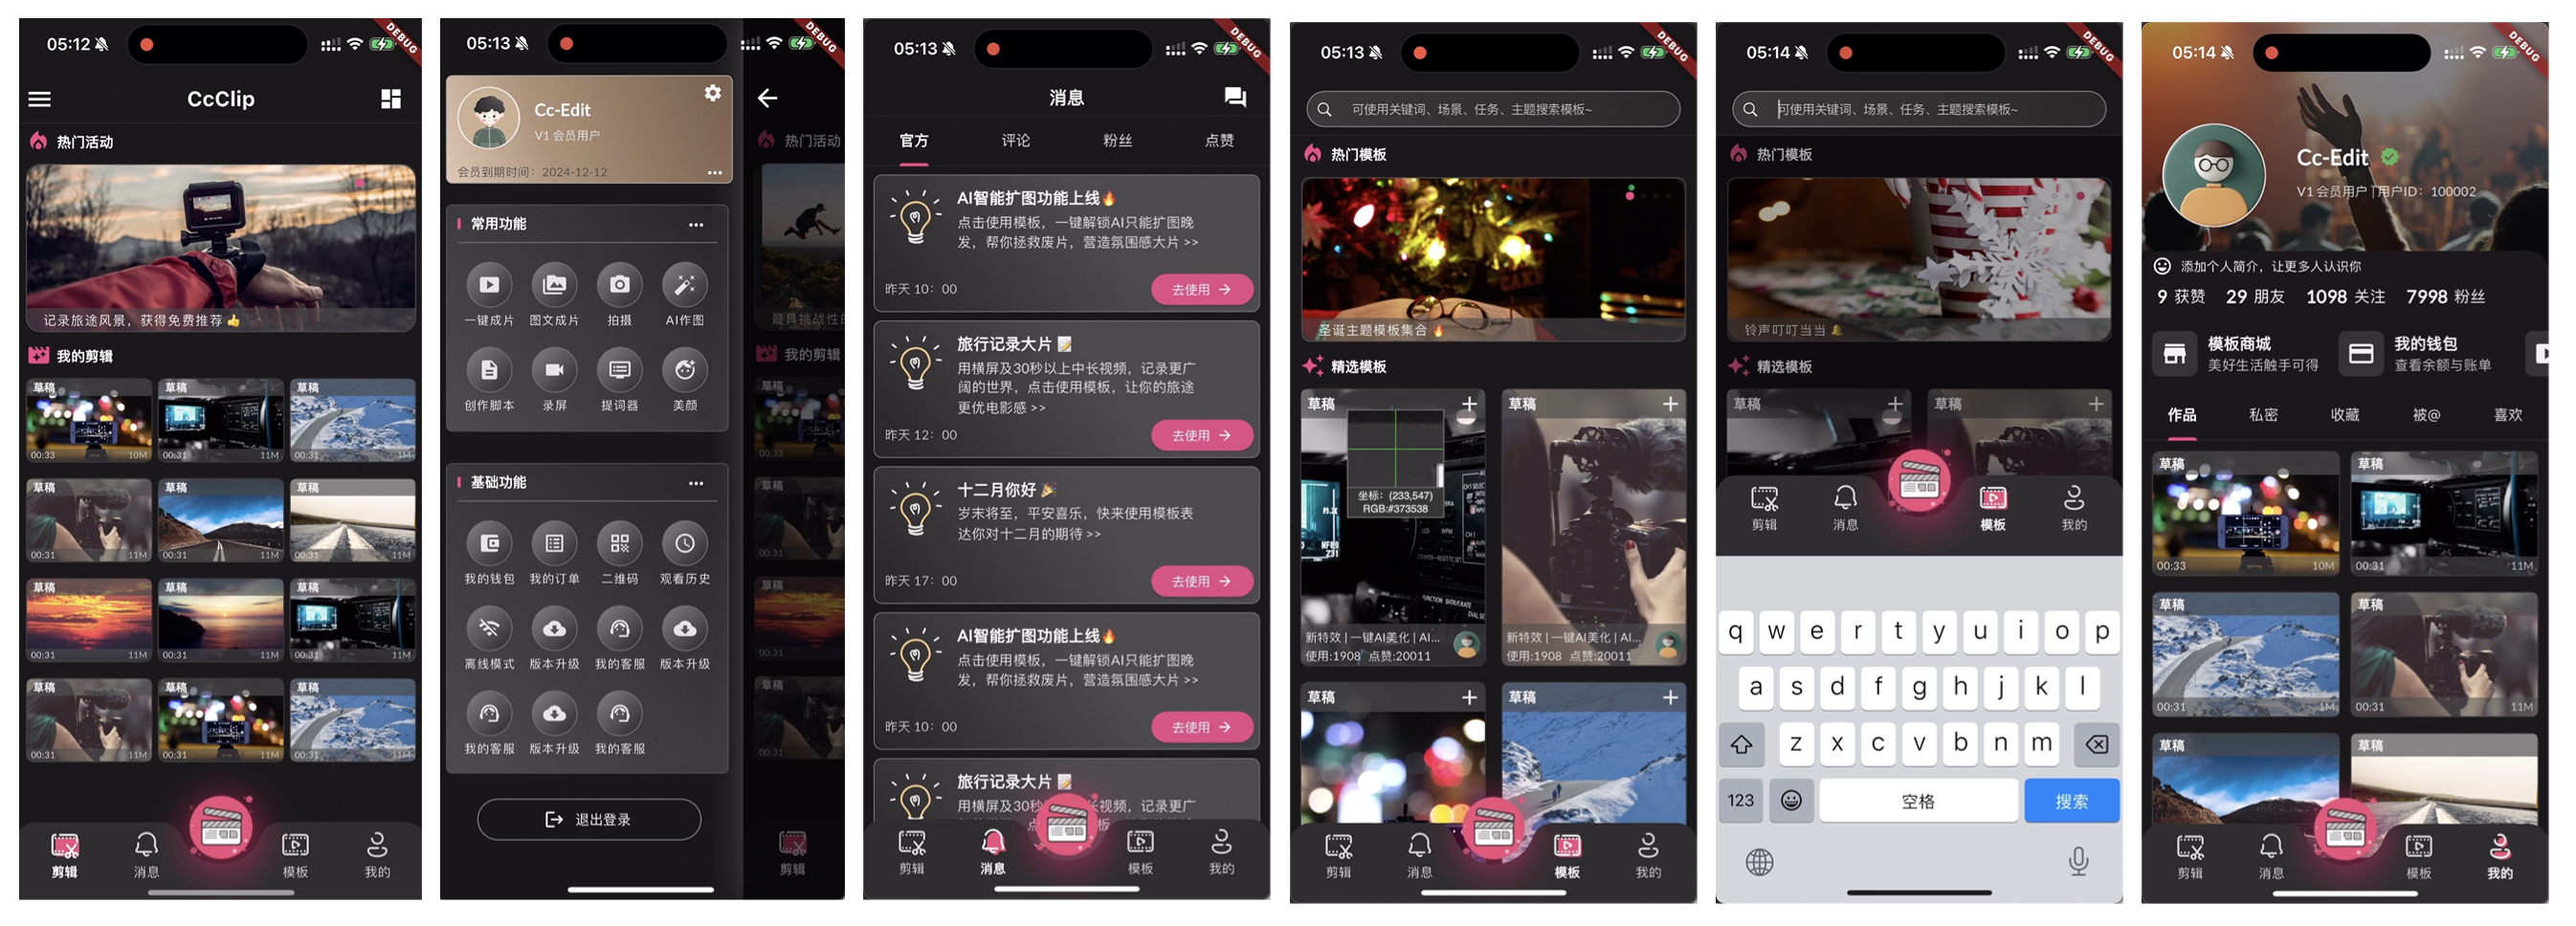 05:12
DEBUG
CcClip
热门活动
记录旅途风景，获得免费推荐👍
我的剪辑
草稿 草稿 草稿
00:33 10M 00:31 11M 00:31 11M
草稿 草稿 草稿
00:31 11M 00:31 11M 00:31 11M
草稿 草稿 草稿
00:31 11M 00:31 11M 00:31 11M
草稿 草稿 草稿
00:31 11M 00:31 11M 00:31 11M
剪辑 消息 模板 我的
05:13
DEBUG
Cc-Edit
V1 会员用户
会员到期时间：2024-12-12
常用功能
一键成片 图文成片 拍摄 AI作图
创作脚本 录屏 提词器 美颜
基础功能
我的钱包 我的订单 二维码 观看历史
离线模式 版本升级 我的客服 版本升级
我的客服 版本升级 我的客服
退出登录
热门活动
最具挑战性的
我的剪辑
草稿
00:33
草稿
00:31
草稿
00:31
草稿
00:31
剪辑
05:13
DEBUG
消息
官方 评论 粉丝 点赞
AI智能扩图功能上线🔥
点击使用模板，一键解锁AI只能扩图晚
发，帮你拯救废片，营造氛围感大片 >>
昨天 10：00 去使用
旅行记录大片📝
用横屏及30秒以上中长视频，记录更广
阔的世界，点击使用模板，让你的旅途
更优电影感 >>
昨天 12：00 去使用
十二月你好🎉
岁末将至，平安喜乐，快来使用模板表
达你对十二月的期待 >>
昨天 17：00 去使用
AI智能扩图功能上线🔥
点击使用模板，一键解锁AI只能扩图晚
发，帮你拯救废片，营造氛围感大片 >>
昨天 10：00 去使用
旅行记录大片📝
用横屏及30秒 长视频，记录更广
剪辑 消息 模板 我的
05:13
DEBUG
可使用关键词、场景、任务、主题搜索模板~
热门模板
圣诞主题模板集合🔥
精选模板
草稿 草稿
坐标：(233,547)
RGB:#373538
新特效 | 一键AI美化 | AI... 新特效 | 一键AI美化 | AI...
使用:1908 点赞:20011 使用:1908 点赞:20011
草稿 草稿
剪辑 消息 模板 我的
05:14
DEBUG
可使用关键词、场景、任务、主题搜索模板~
热门模板
铃声叮叮当当🔔
精选模板
草稿 草稿
剪辑 消息 模板 我的
q w e r t y u i o p
a s d f g h j k l
z x c v b n m
123 空格 搜索
05:14
DEBUG
Cc-Edit
V1 会员用户 | 用户ID：100002
添加个人简介，让更多人认识你
9 获赞 29 朋友 1098 关注 7998 粉丝
模板商城 我的钱包
美好生活触手可得 查看余额与账单
作品 私密 收藏 被@ 喜欢
草稿 草稿
00:33 10M 00:31 11M
草稿 草稿
00:31 1M 00:31 11M
草稿 草稿
剪辑 消息 模板 我的